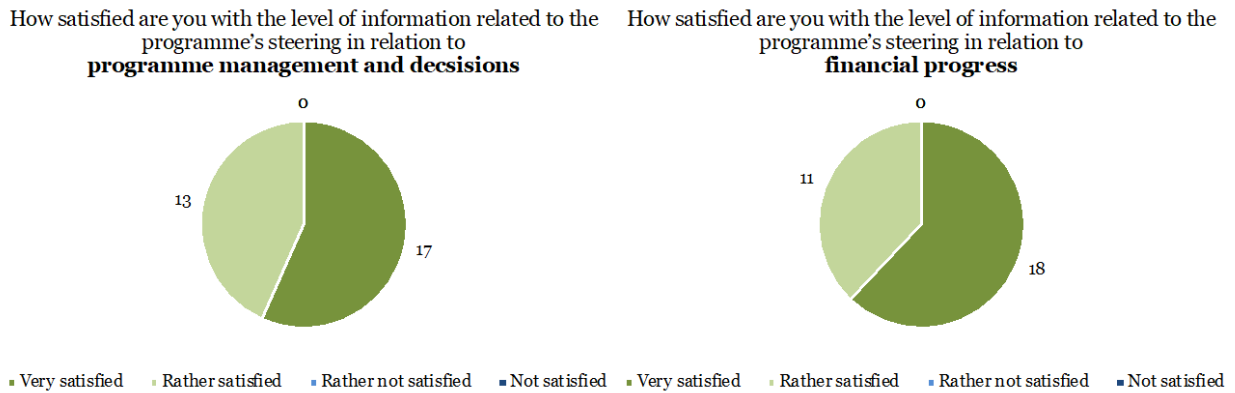 How satisfied are you with the level of information related to the
programme's steering in relation to
programme management and decsisions
0
13
17
Very satisfied
Rather satisfied
Rather not satisfied
Not satisfied
How satisfied are you with the level of information related to the
programme's steering in relation to
financial progress
0
11
18
Very satisfied
Rather satisfied
Rather not satisfied
Not satisfied